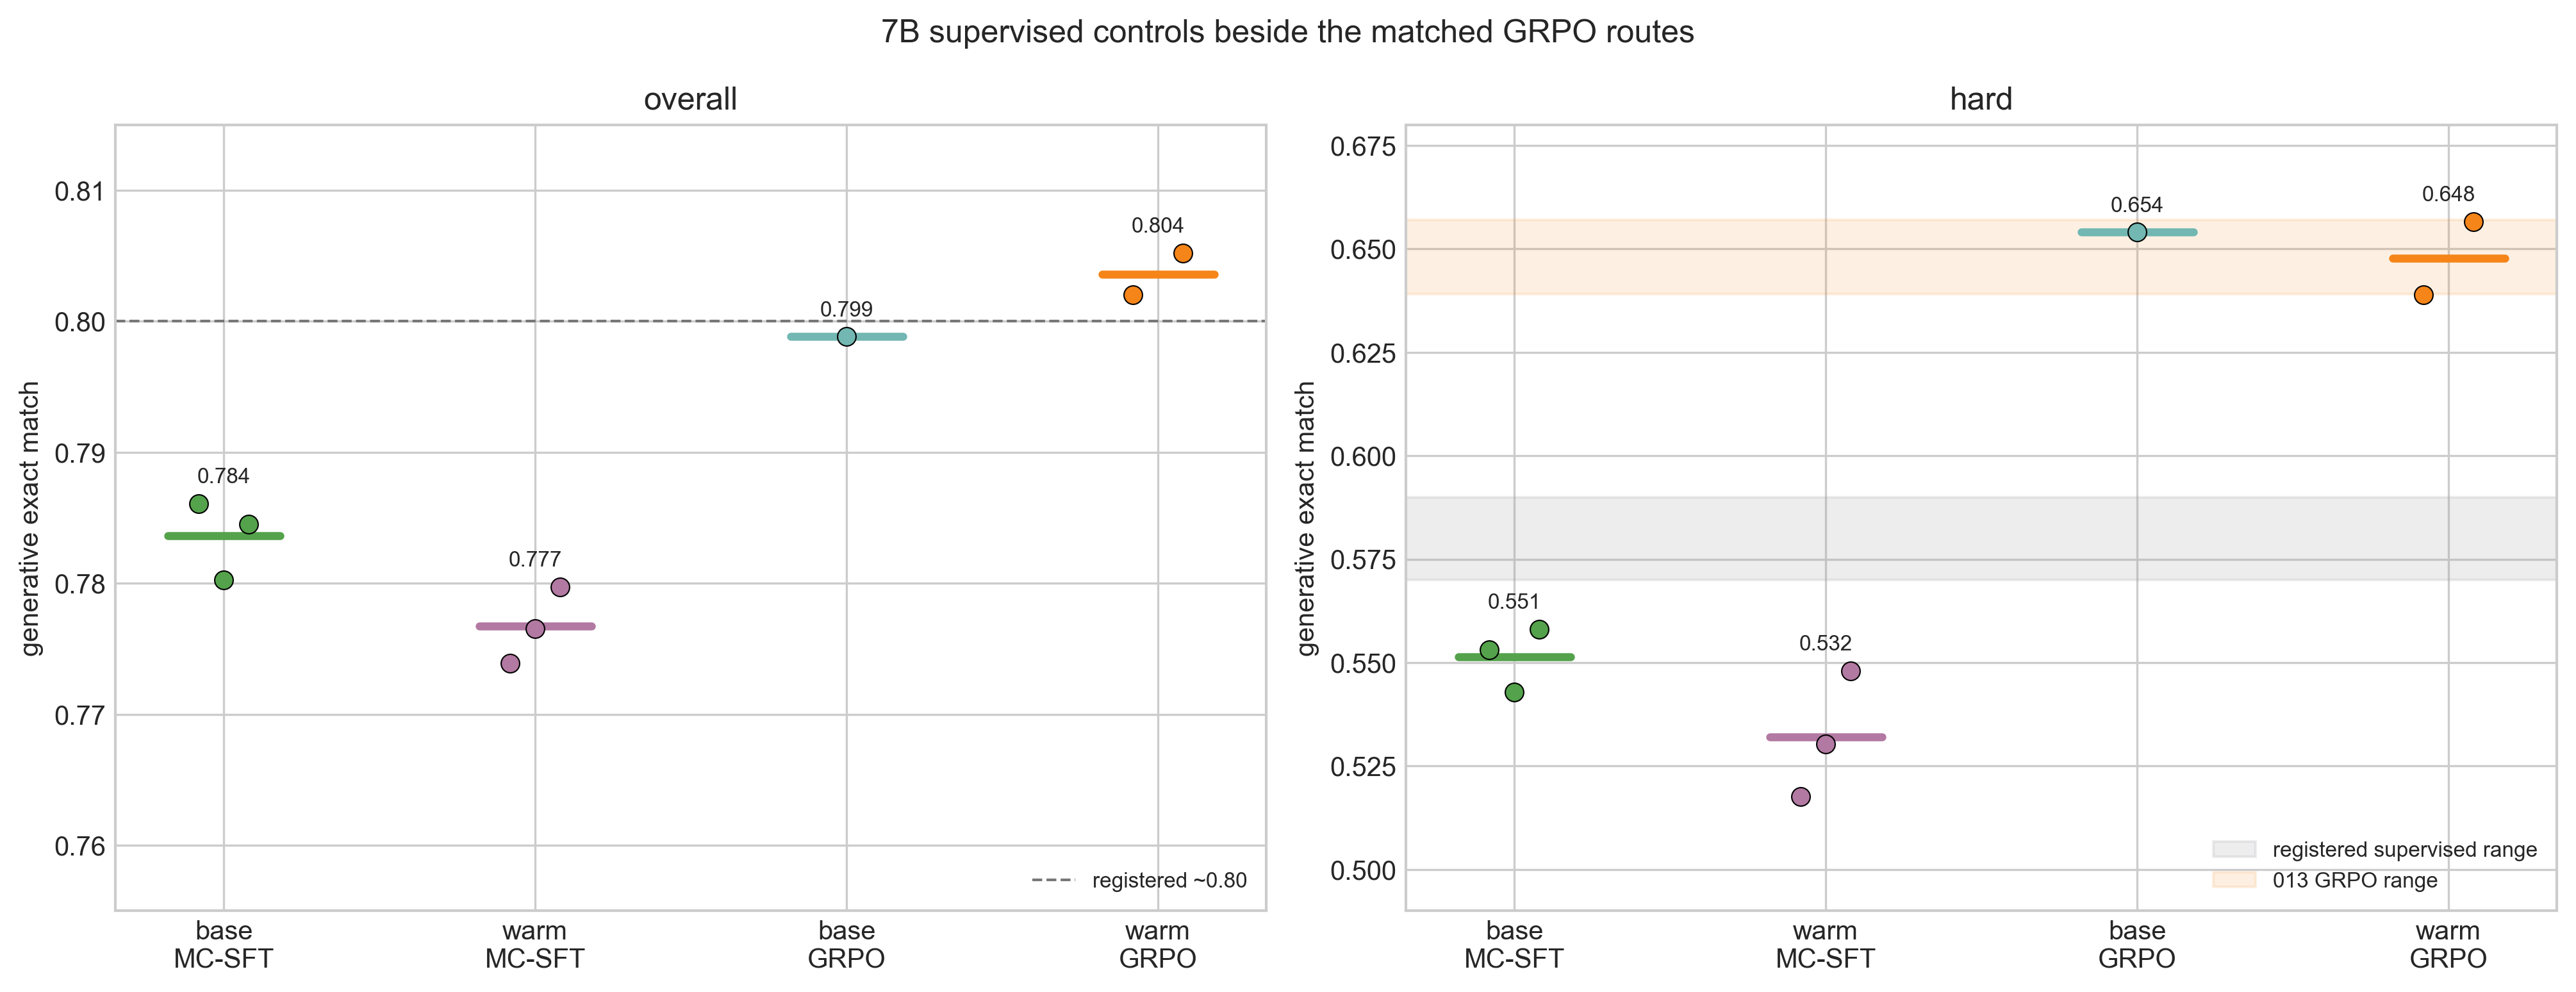 7B supervised controls beside the matched GRPO routes
overall
generative exact match
0.81
0.80
0.79
0.78
0.77
0.76
0.784
0.777
0.799
0.804
registered ~0.80
base
MC-SFT
warm
MC-SFT
base
GRPO
warm
GRPO
hard
generative exact match
0.675
0.650
0.625
0.600
0.575
0.550
0.525
0.500
0.551
0.532
0.654
0.648
registered supervised range
013 GRPO range
base
MC-SFT
warm
MC-SFT
base
GRPO
warm
GRPO